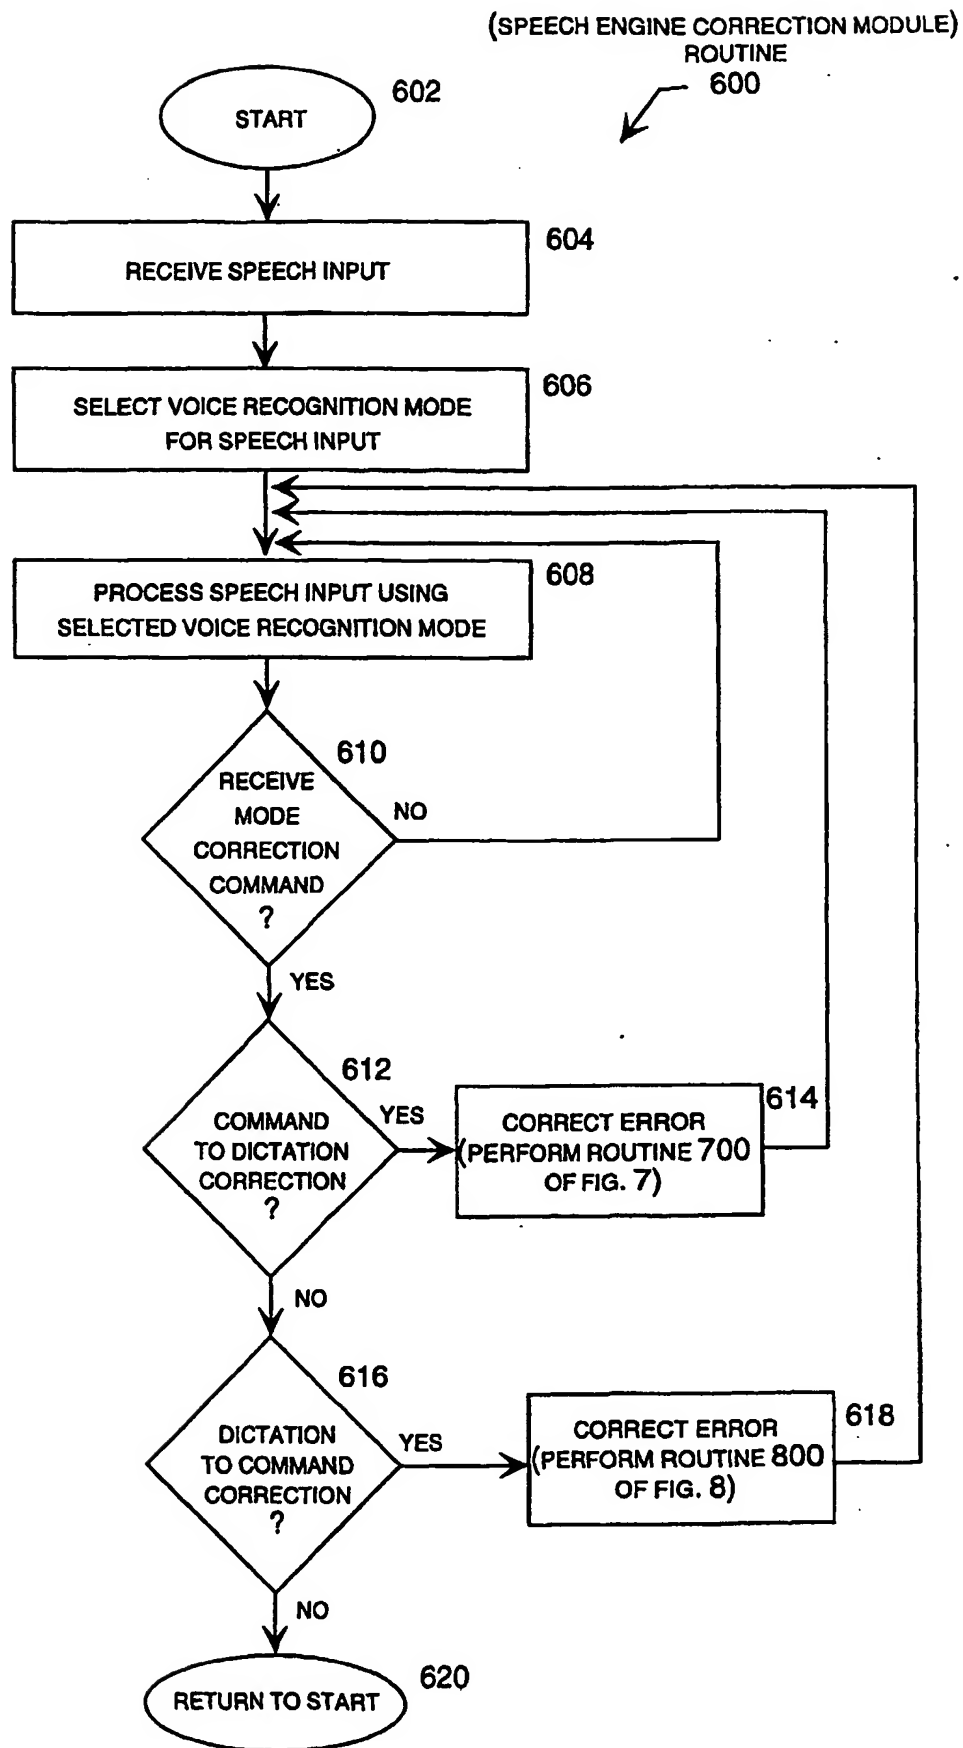 (SPEECH ENGINE CORRECTION MODULE)
ROUTINE
600
602
START
604
RECEIVE SPEECH INPUT
606
SELECT VOICE RECOGNITION MODE
FOR SPEECH INPUT
608
PROCESS SPEECH INPUT USING
SELECTED VOICE RECOGNITION MODE
610
RECEIVE
MODE
CORRECTION
COMMAND
?
NO
YES
612
COMMAND
TO DICTATION
CORRECTION
?
YES
614
CORRECT ERROR
(PERFORM ROUTINE 700
OF FIG. 7)
NO
616
DICTATION
TO COMMAND
CORRECTION
?
YES
618
CORRECT ERROR
(PERFORM ROUTINE 800
OF FIG. 8)
NO
620
RETURN TO START